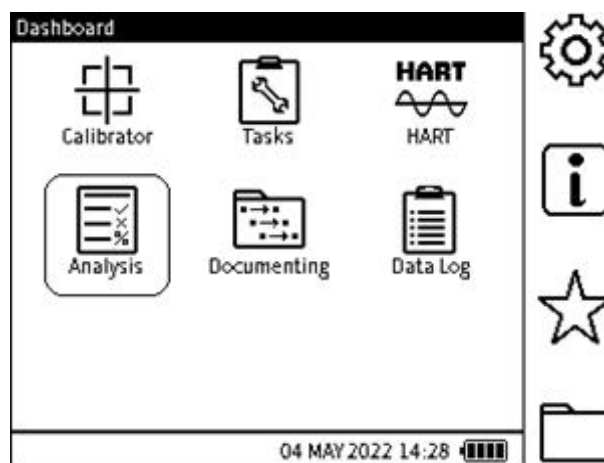 Dashboard
HART
Calibrator Tasks HART
Analysis Documenting Data Log
04 MAY 2022 14:28